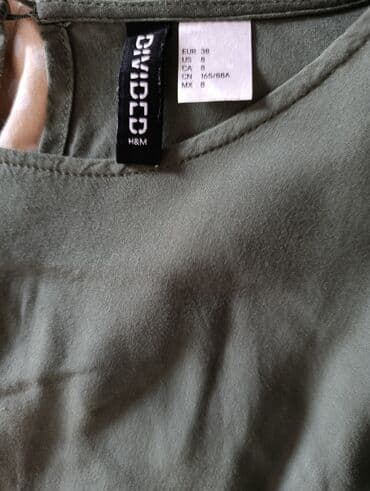 DIVIDED
H&M
EUR 38
US 8
CA 8
CN 165/88A
MX 8